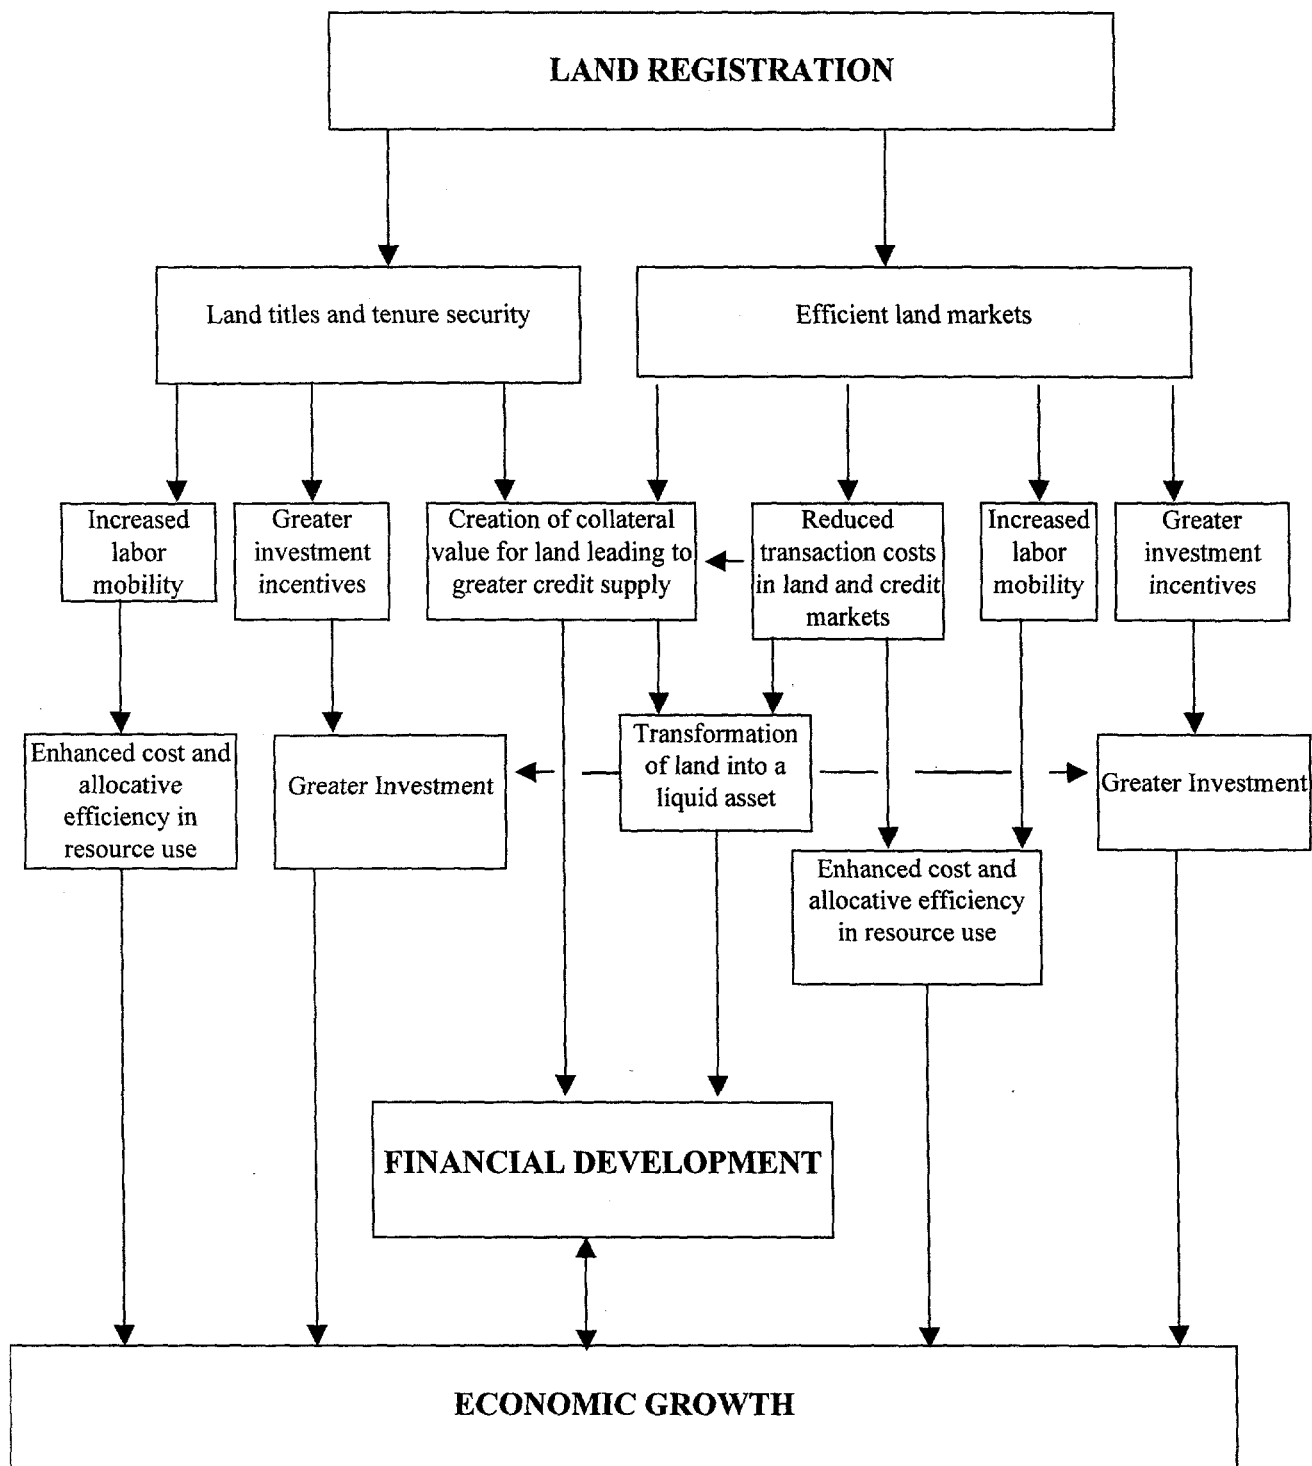 LAND REGISTRATION
Land titles and tenure security
Efficient land markets
Increased
labor
mobility
Greater
investment
incentives
Creation of collateral
value for land leading to
greater credit supply
Reduced
transaction costs
in land and credit
markets
Increased
labor
mobility
Greater
investment
incentives
Enhanced cost and
allocative
efficiency in
resource use
Greater Investment
Transformation
of land into a
liquid asset
Greater Investment
Enhanced cost and
allocative efficiency
in resource use
FINANCIAL DEVELOPMENT
ECONOMIC GROWTH